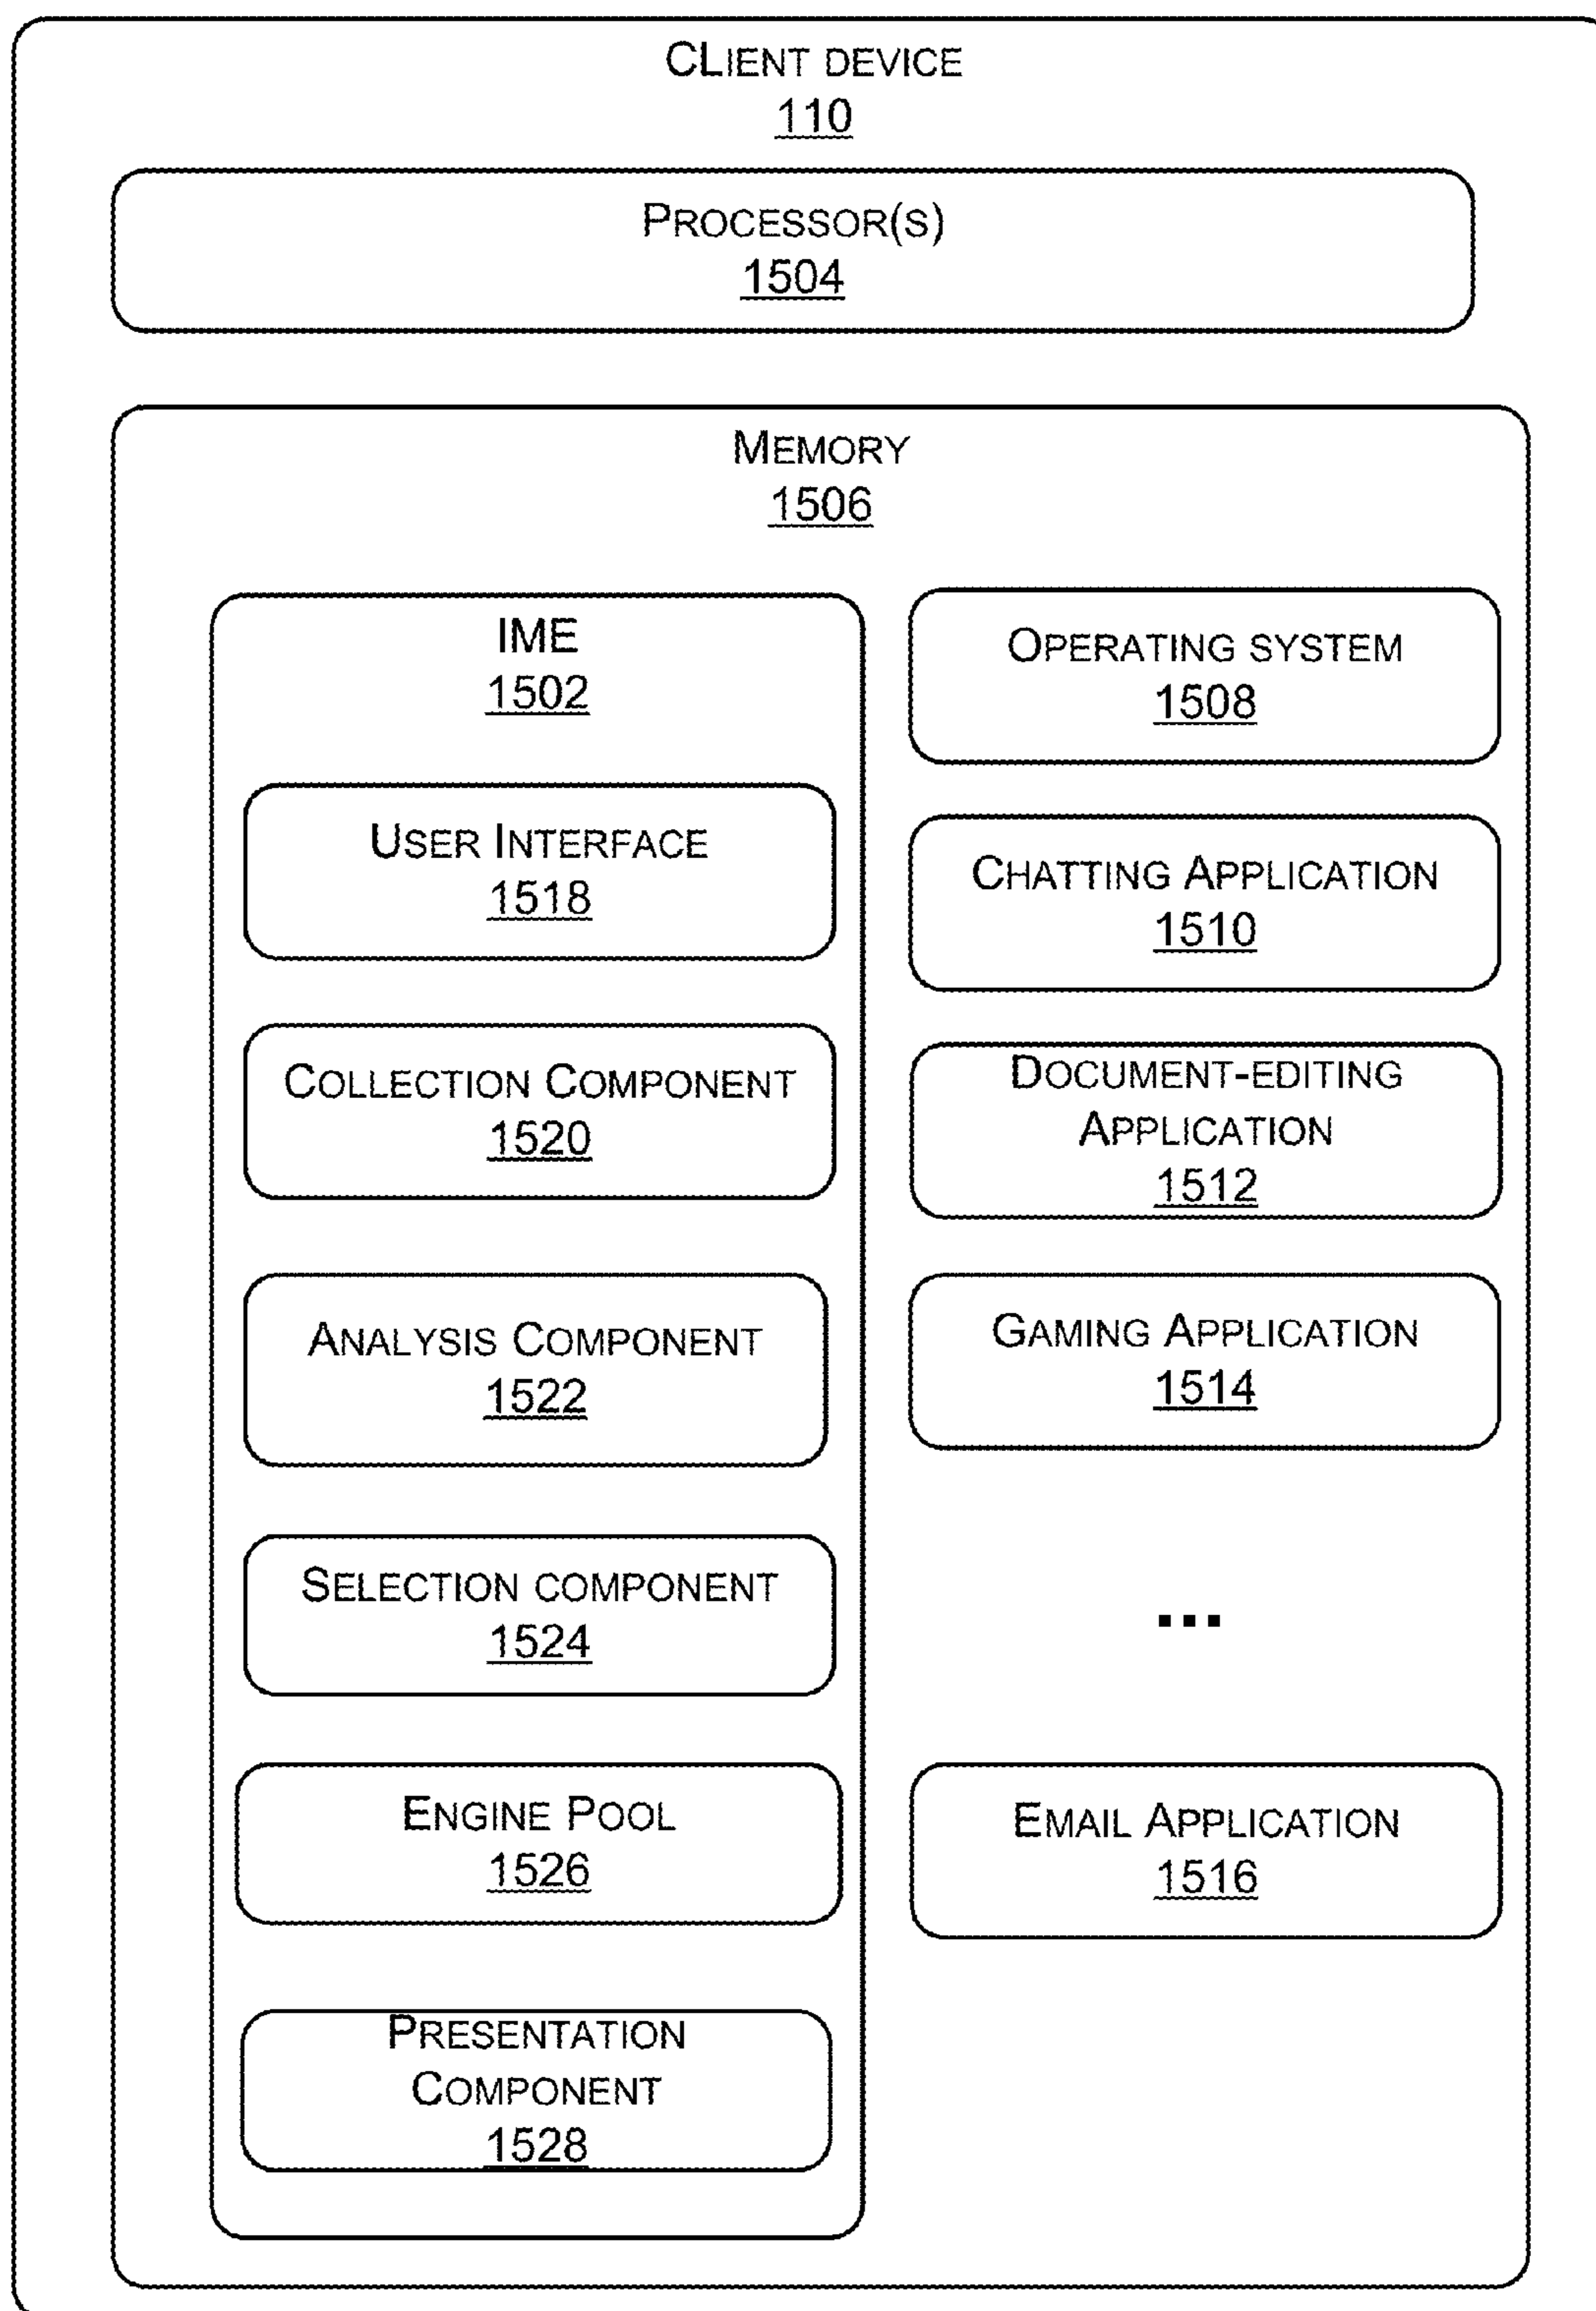 CLIENT DEVICE
110
PROCESSOR(S)
1504
MEMORY
1506
IME
1502
USER INTERFACE
1518
COLLECTION COMPONENT
1520
ANALYSIS COMPONENT
1522
SELECTION COMPONENT
1524
ENGINE POOL
1526
PRESENTATION
COMPONENT
1528
OPERATING SYSTEM
1508
CHATTING APPLICATION
1510
DOCUMENT-EDITING
APPLICATION
1512
GAMING APPLICATION
1514
...
EMAIL APPLICATION
1516